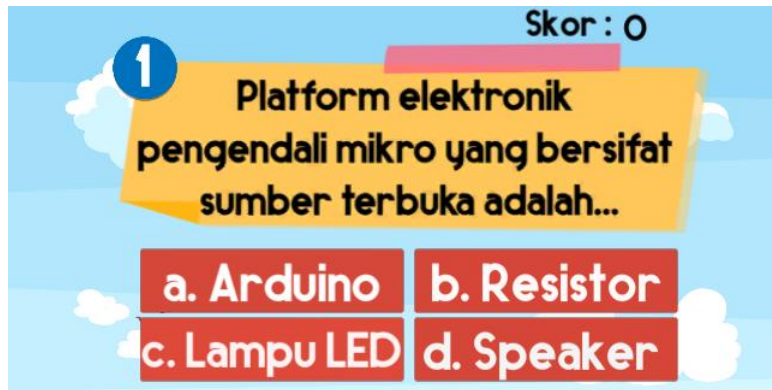 Skor : 0
1
Platform elektronik
pengendali mikro yang bersifat
sumber terbuka adalah...
a. Arduino
b. Resistor
c. Lampu LED
d. Speaker